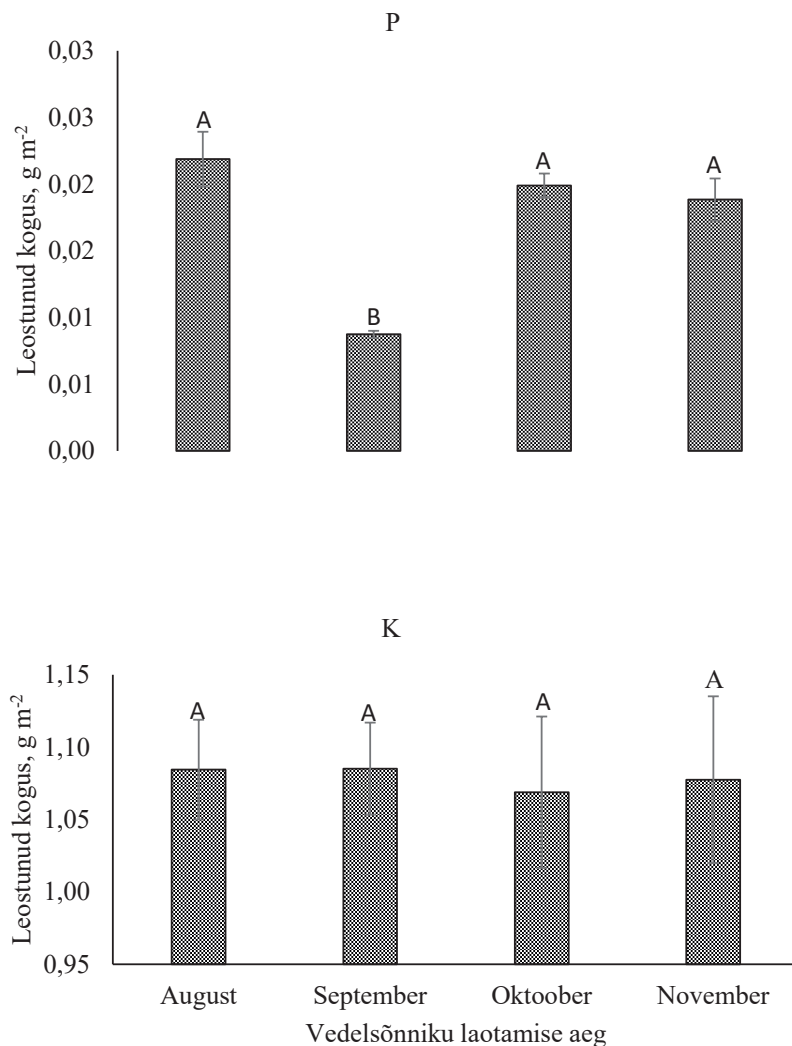 P
Leostunud kogus, g m-2
0,03
0,03
0,02
0,02
0,01
0,01
0,00
A
B
A
A
K
Leostunud kogus, g m-2
1,15
1,10
1,05
1,00
0,95
A
A
A
A
August September Oktoober November
Vedelsõnniku laotamise aeg